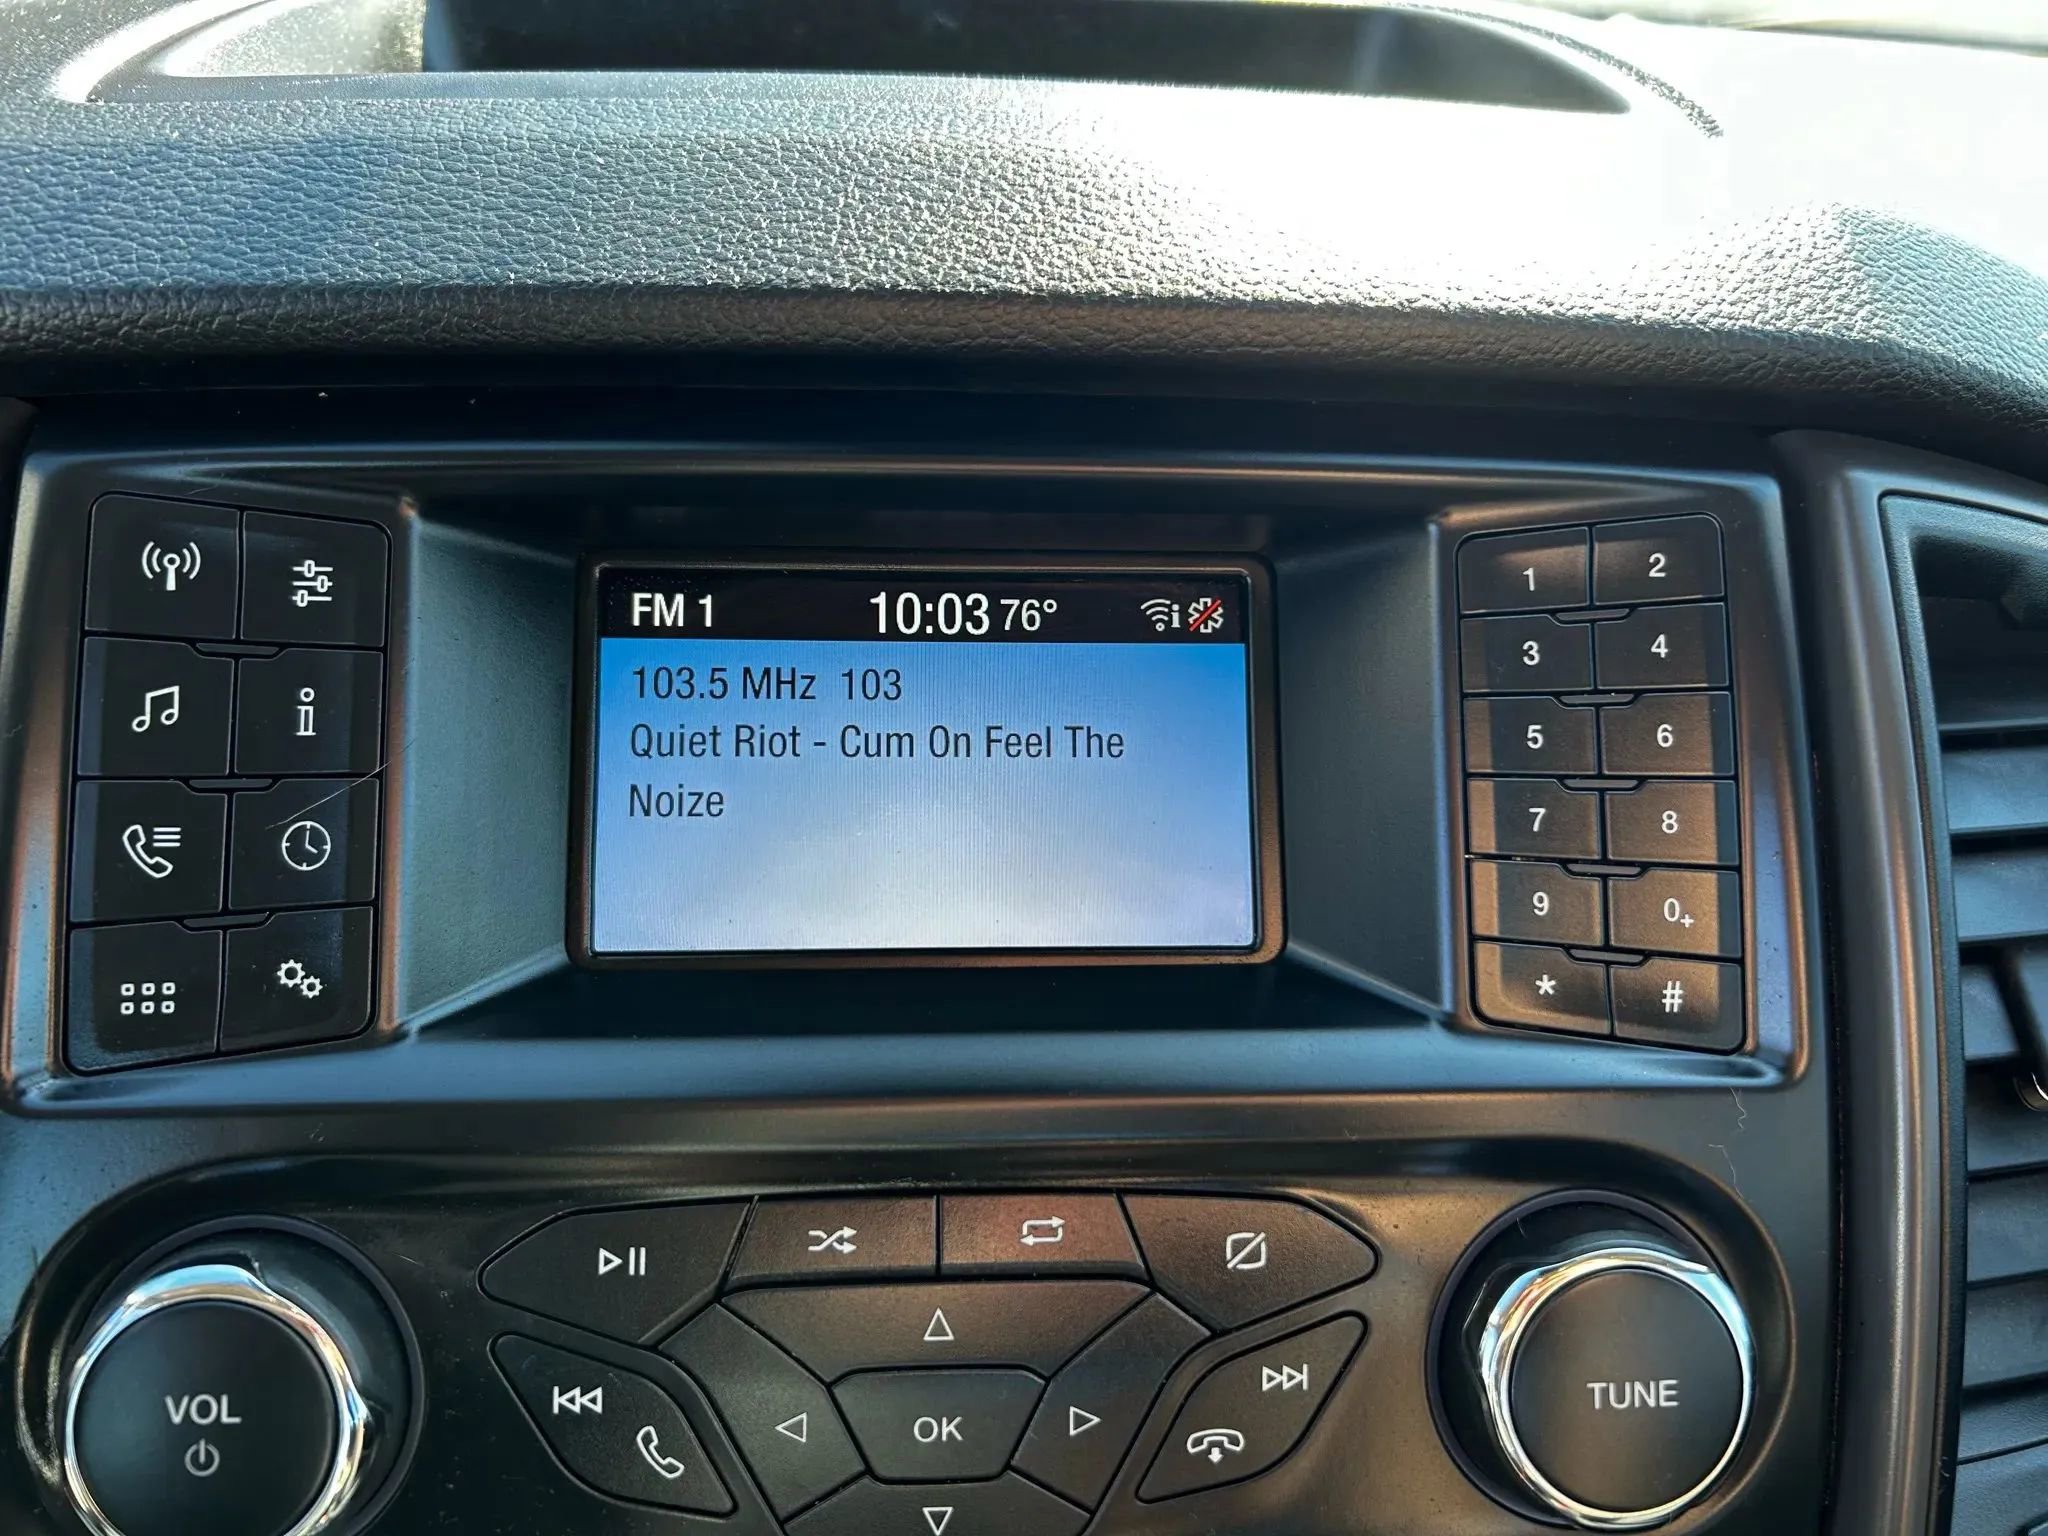 FM 1 10:03 76°
103.5 MHz 103
Quiet Riot - Cum On Feel The
Noize
1 2
3 4
5 6
7 8
9 0+
* #
VOL
OK
TUNE